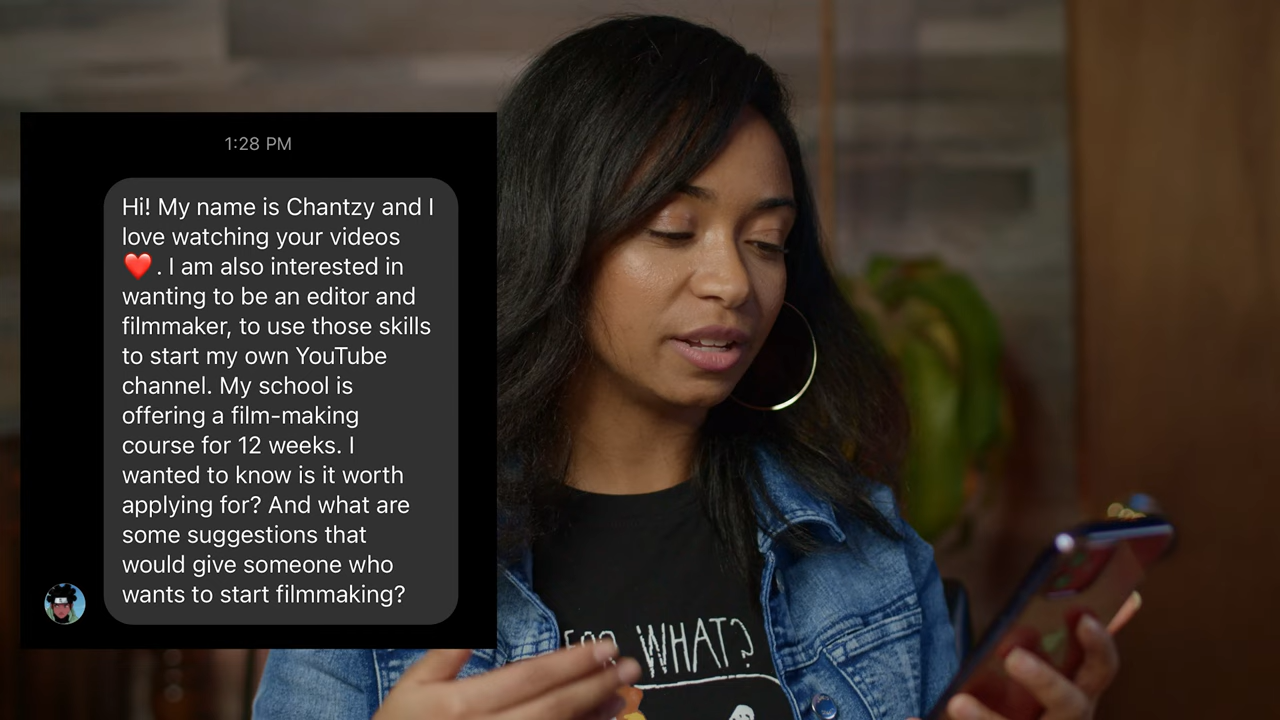 1:28 PM
Hi! My name is Chantzy and I
love watching your videos
❤️ . I am also interested in
wanting to be an editor and
filmmaker, to use those skills
to start my own YouTube
channel. My school is
offering a film-making
course for 12 weeks. I
wanted to know is it worth
applying for? And what are
some suggestions that
would give someone who
wants to start filmmaking?
FOR WHAT?